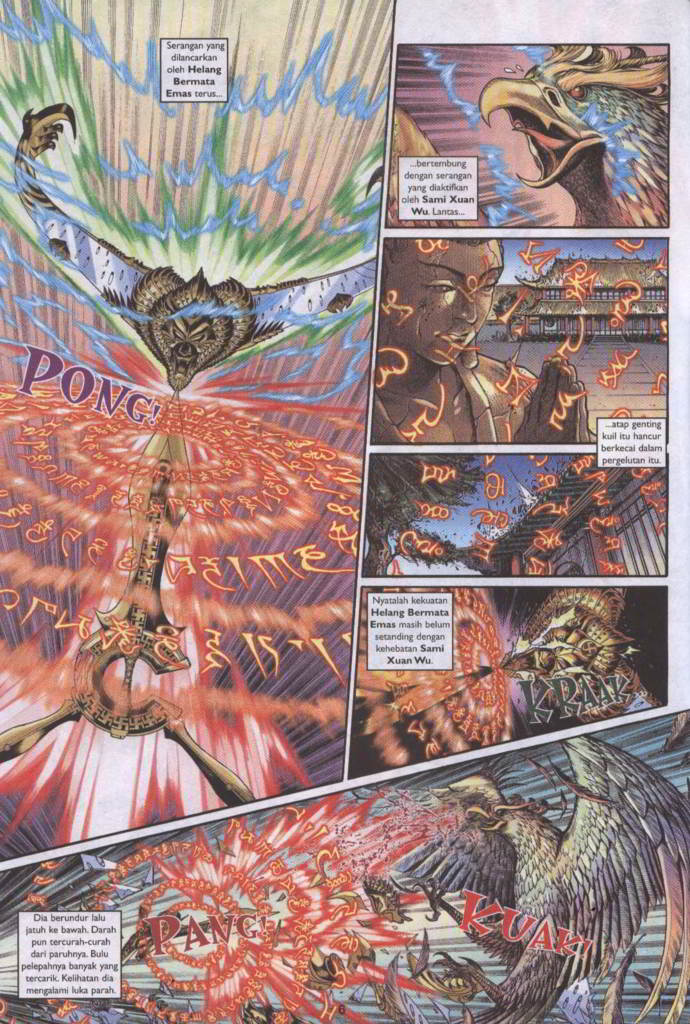 Serangan yang
dilancarkan
oleh Helang
Bermata
Emas terus...
PONG!
...bertembung
dengan serangan
yang diaktifkan
oleh Sami Xuan
Wu. Lantas...
...atap genting
kuil itu hancur
berkecai dalam
pergelutan itu.
Nyatalah kekuatan
Helang Bermata
Emas masih belum
setanding dengan
kehebatan Sami
Xuan Wu.
KRAAK
Dia berundur lalu
jatuh ke bawah. Darah
pun tercurah-curah
dari paruhnya. Bulu
pelepahnya banyak yang
tercarik. Kelihatan dia
mengalami luka parah.
PANG!
KUAK!
6